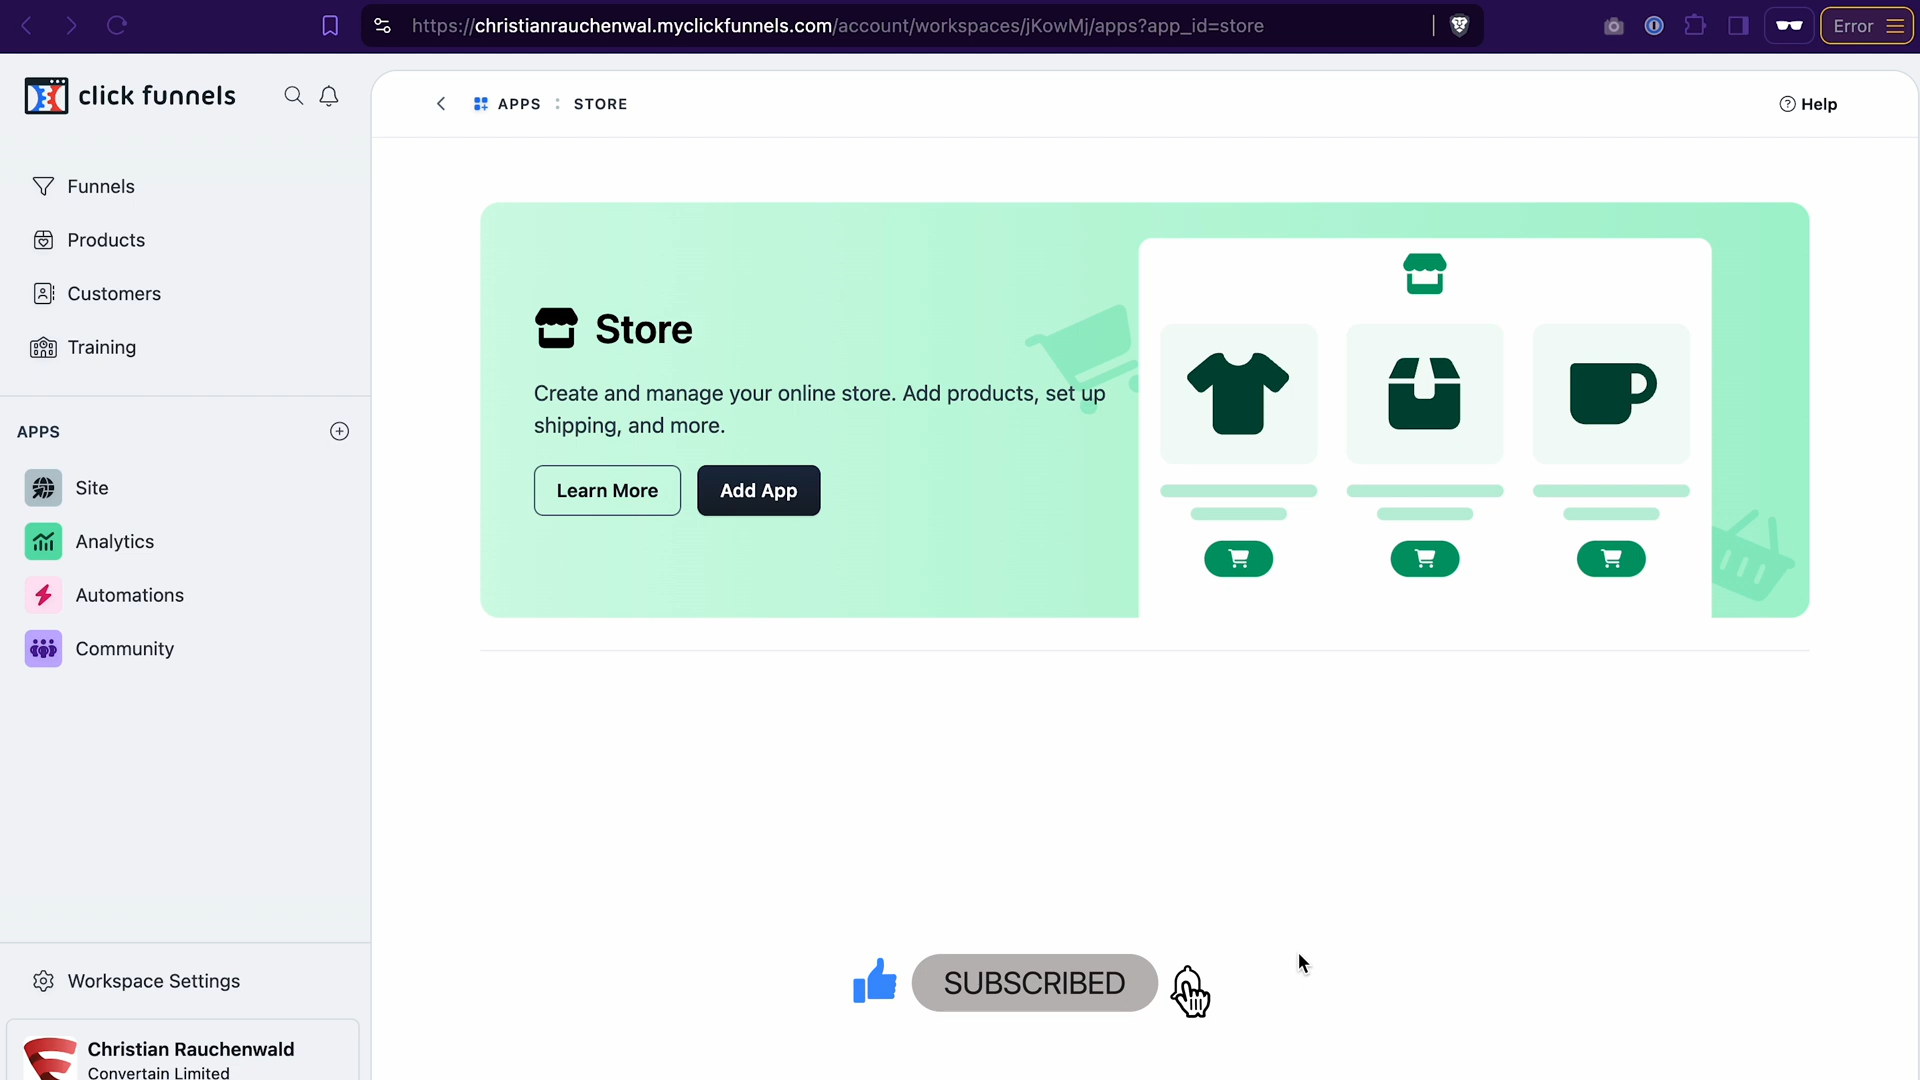 https://christianrauchenwal.myclickfunnels.com/account/workspaces/jKowMj/apps?app_id=store
Error
click funnels
APPS : STORE
Help
Funnels
Products
Customers
Training
APPS
Site
Analytics
Automations
Community
Store
Create and manage your online store. Add products, set up
shipping, and more.
Learn More
Add App
SUBSCRIBED
Workspace Settings
Christian Rauchenwald
Convertain Limited